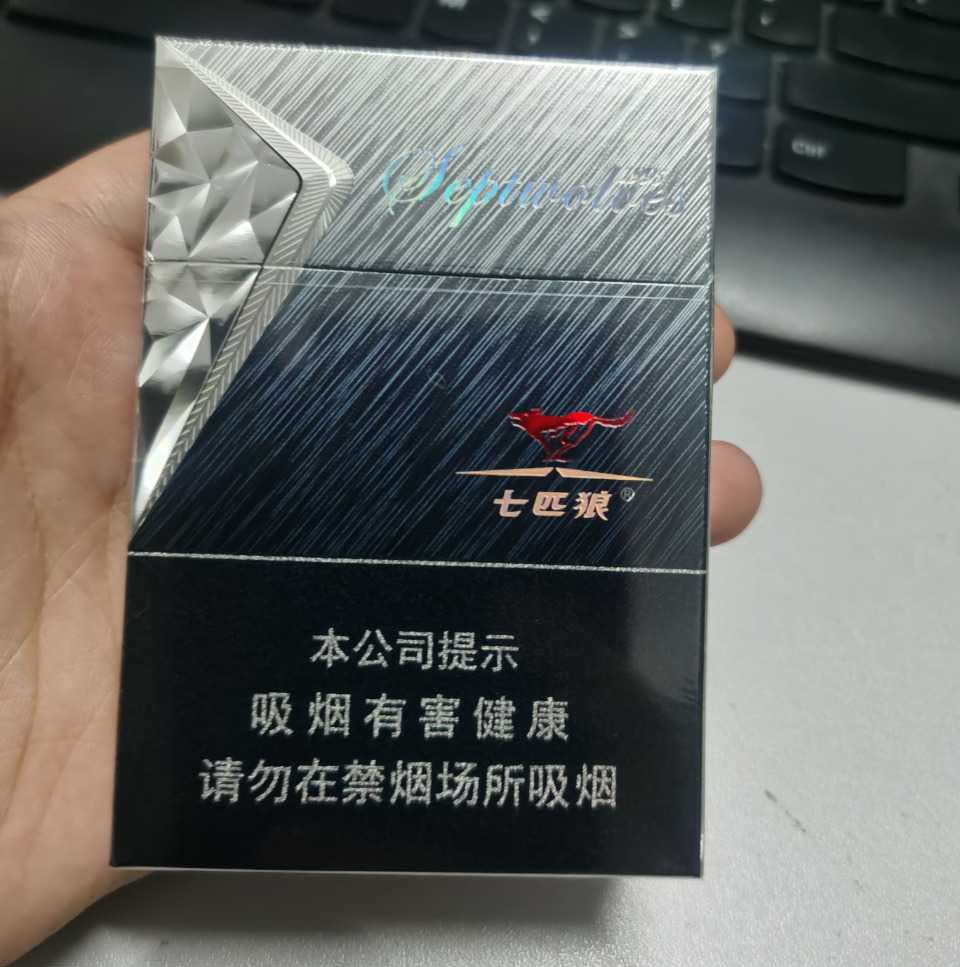 Septwolves
七匹狼®
本公司提示
吸烟有害健康
请勿在禁烟场所吸烟
Ctrl